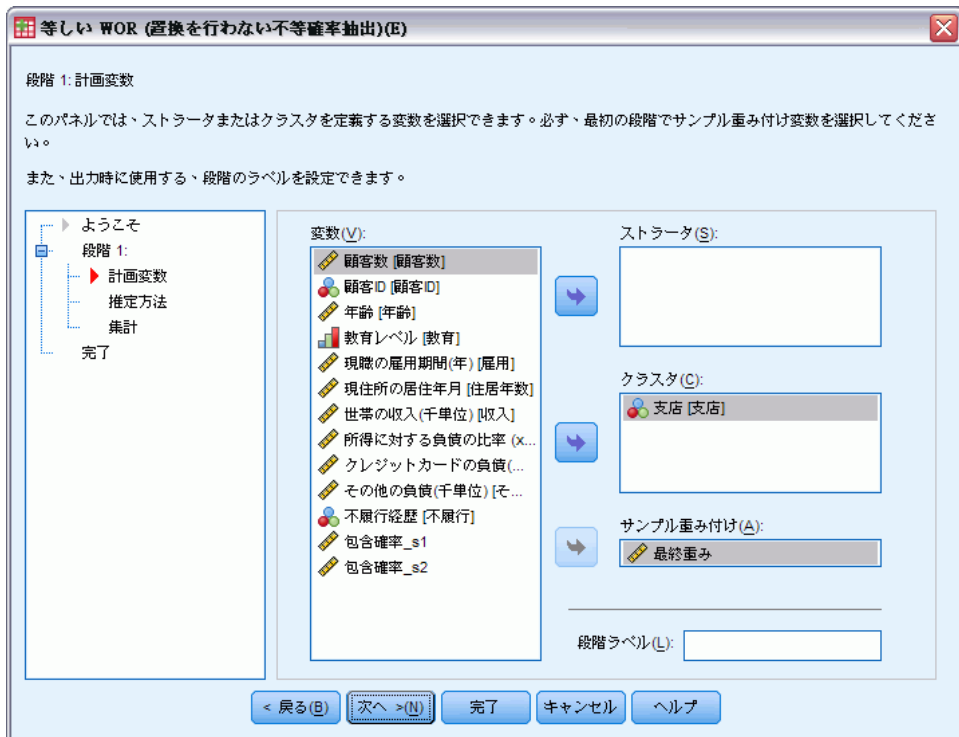 等しい WOR (置換を行わない不等確率抽出)(E)
段階 1: 計画変数
このパネルでは、ストラータまたはクラスタを定義する変数を選択できます。必ず、最初の段階でサンプル重み付け変数を選択してくださ
い。
また、出力時に使用する、段階のラベルを設定できます。
ようこそ
段階 1:
計画変数
推定方法
集計
完了
変数(V):
顧客数 [顧客数]
顧客ID [顧客ID]
年齢 [年齢]
教育レベル [教育]
現職の雇用期間(年) [雇用]
現住所の居住年月 [住居年数]
世帯の収入(千単位) [収入]
所得に対する負債の比率 (x...
クレジットカードの負債(...
その他の負債(千単位) [そ...
不履行経歴 [不履行]
包含確率_s1
包含確率_s2
ストラータ(S):
クラスタ(C):
支店 [支店]
サンプル重み付け(A):
最終重み
段階ラベル(L):
< 戻る(B)
次へ >(N)
完了
キャンセル
ヘルプ